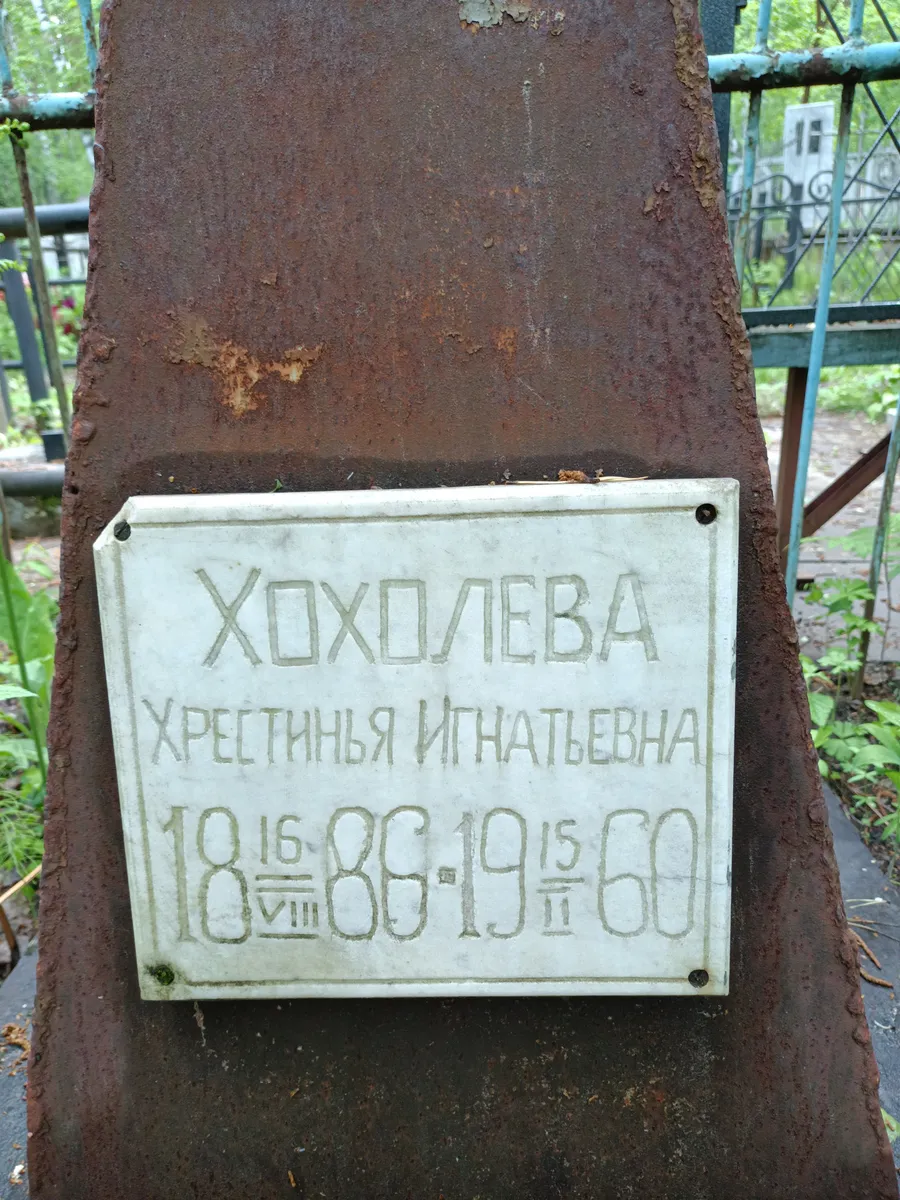 ХОХОЛЕВА
ХРЕСТИНЬЯ ИГНАТЬЕВНА
18 16/VIII 86 - 19 15/II 60